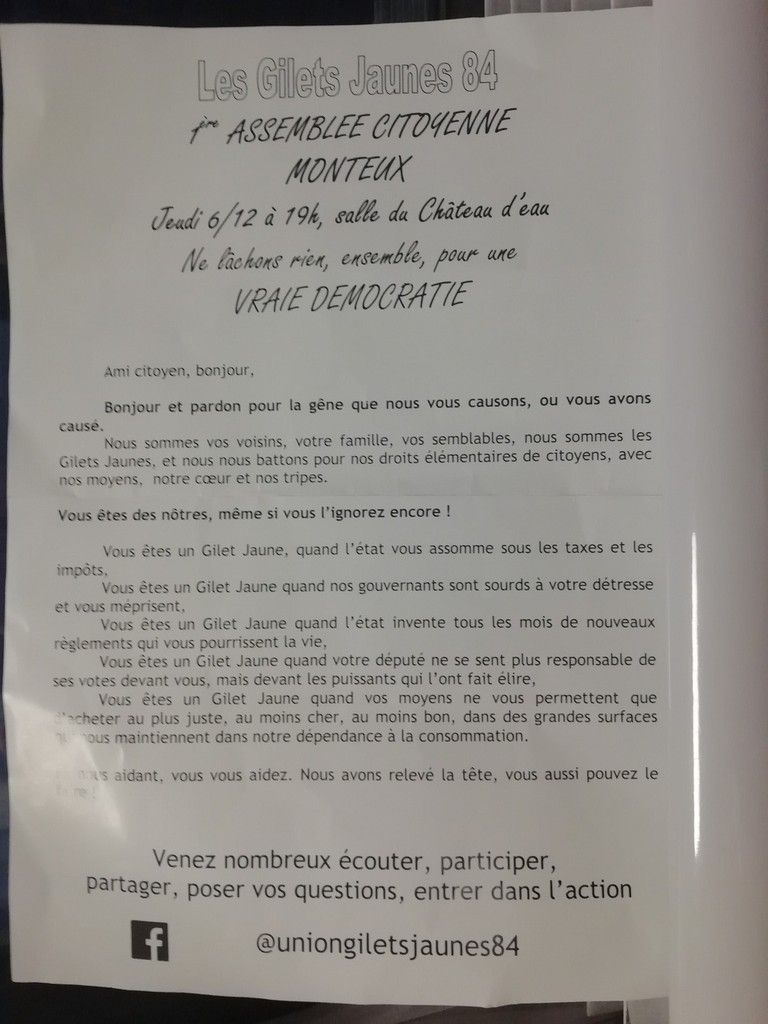 Les Gilets Jaunes 84
1ère ASSEMBLEE CITOYENNE
MONTEUX
Jeudi 6/12 à 19h, salle du Château d'eau
Ne lâchons rien, ensemble, pour une
VRAIE DEMOCRATIE
Ami citoyen, bonjour,
Bonjour et pardon pour la gêne que nous vous causons, ou vous avons
causé.
Nous sommes vos voisins, votre famille, vos semblables, nous sommes les
Gilets Jaunes, et nous nous battons pour nos droits élémentaires de citoyens, avec
nos moyens, notre cœur et nos tripes.
Vous êtes des nôtres, même si vous l'ignorez encore !
Vous êtes un Gilet Jaune, quand l'état vous assomme sous les taxes et les
impôts,
Vous êtes un Gilet Jaune quand nos gouvernants sont sourds à votre détresse
et vous méprisent,
Vous êtes un Gilet Jaune quand l'état invente tous les mois de nouveaux
règlements qui vous pourrissent la vie,
Vous êtes un Gilet Jaune quand votre député ne se sent plus responsable de
ses votes devant vous, mais devant les puissants qui l'ont fait élire,
Vous êtes un Gilet Jaune quand vos moyens ne vous permettent que
d'acheter au plus juste, au moins cher, au moins bon, dans des grandes surfaces
nous maintiennent dans notre dépendance à la consommation.
nous aidant, vous vous aidez. Nous avons relevé la tête, vous aussi pouvez le
faire !
Venez nombreux écouter, participer,
partager, poser vos questions, entrer dans l'action
f @uniongiletsjaunes84